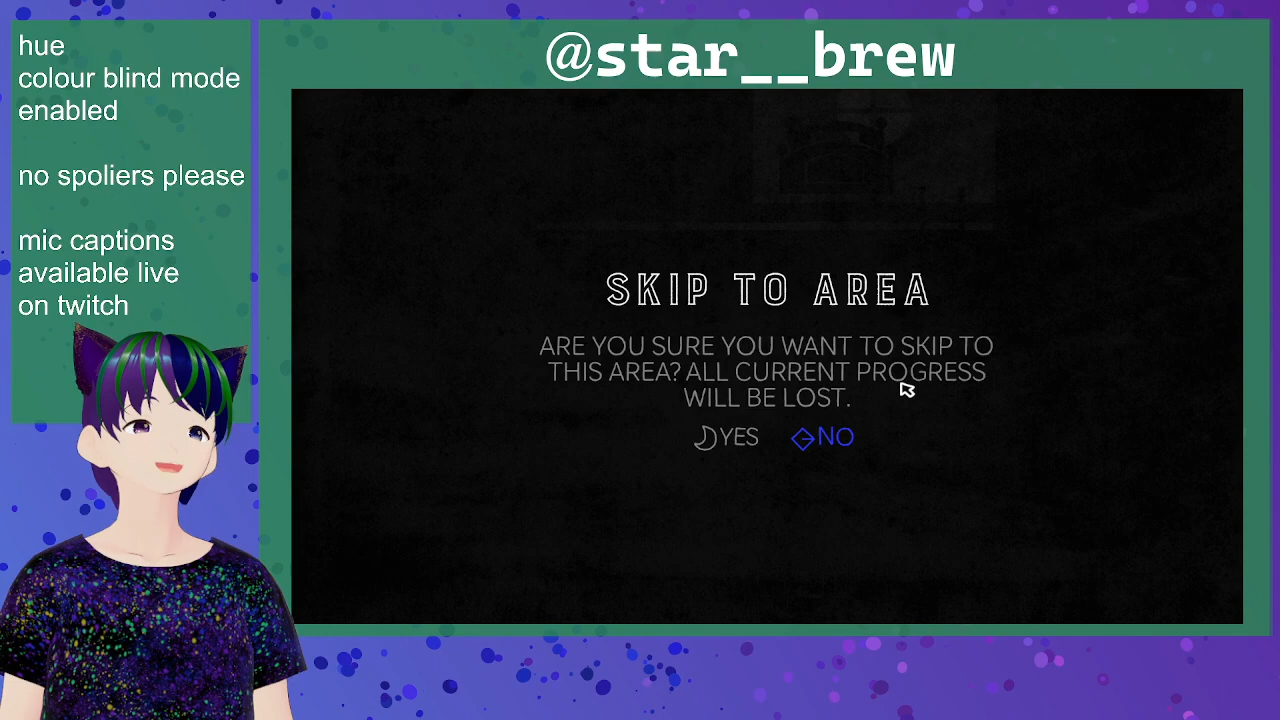 hue
colour blind mode
enabled
no spoliers please
mic captions
available live
on twitch
@star__brew
SKIP TO AREA
ARE YOU SURE YOU WANT TO SKIP TO
THIS AREA? ALL CURRENT PROGRESS
WILL BE LOST.
YES NO